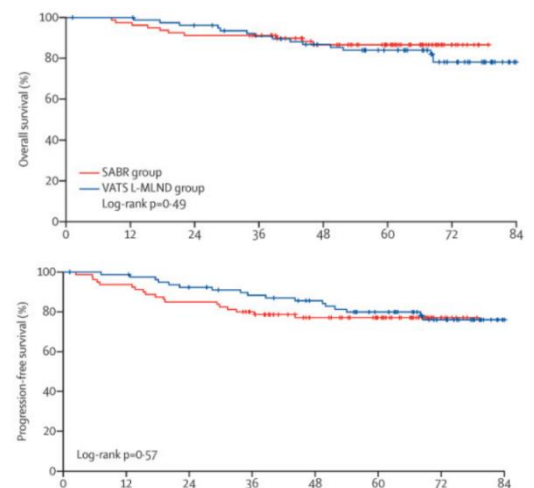 Overall survival (%)
100
80
60
40
20
0
SABR group
VATS L-MLND group
Log-rank p=0·49
0 12 24 36 48 60 72 84
Progression-free survival (%)
100
80
60
40
20
0
Log-rank p=0·57
0 12 24 36 48 60 72 84